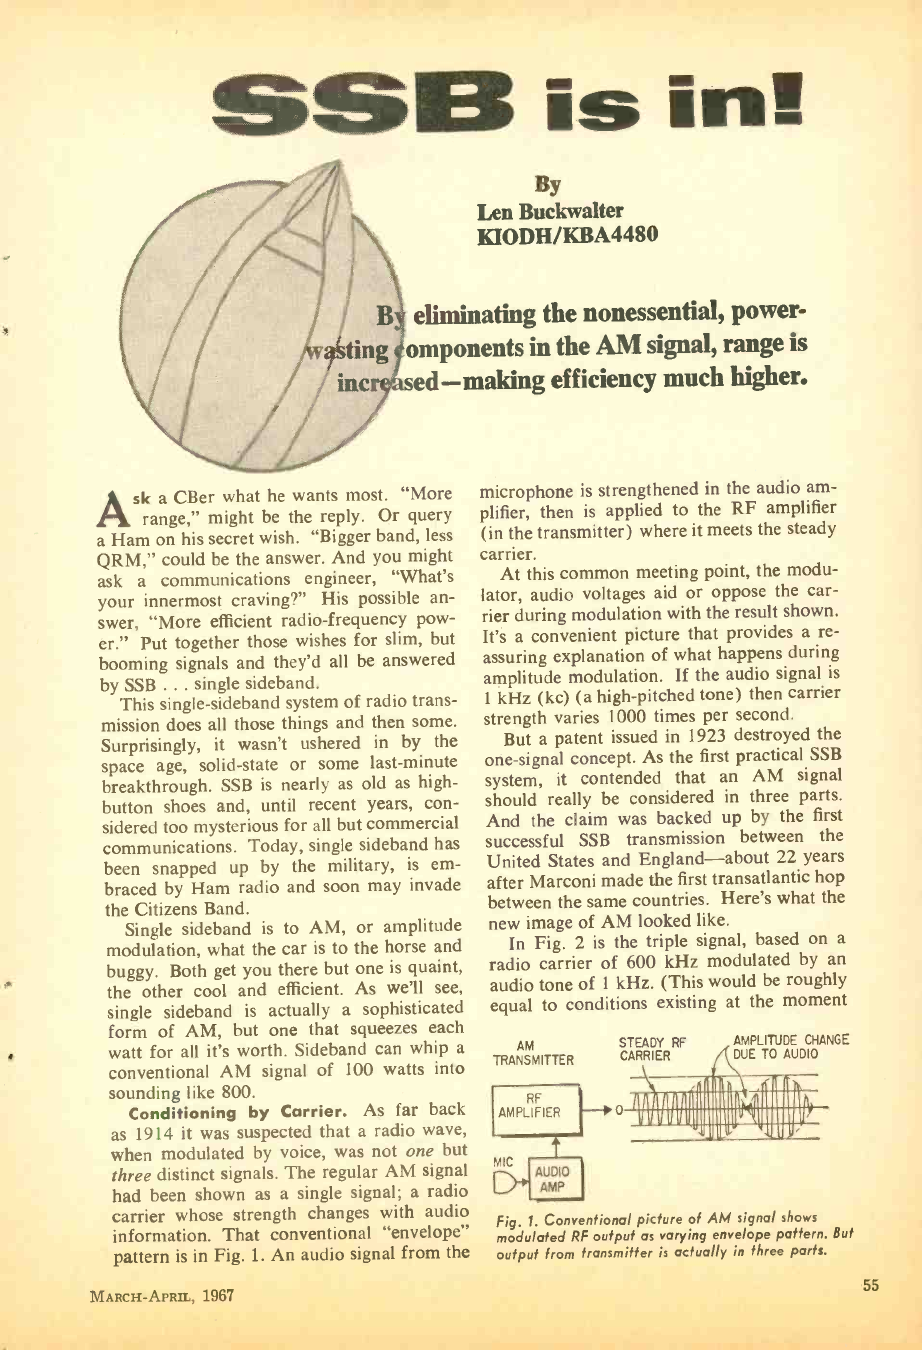 SSB is in!
By
Len Buckwalter
KIODH/KBA4480
By eliminating the nonessential, power-
wasting components in the AM signal, range is
increased—making efficiency much higher.
Ask a CBer what he wants most. “More
range,” might be the reply. Or query
a Ham on his secret wish. “Bigger band, less
QRM,” could be the answer. And you might
ask a communications engineer, “What’s
your innermost craving?” His possible an-
swer, “More efficient radio-frequency pow-
er.” Put together those wishes for slim, but
booming signals and they’d all be answered
by SSB . . . single sideband.
This single-sideband system of radio trans-
mission does all those things and then some.
Surprisingly, it wasn’t ushered in by the
space age, solid-state or some last-minute
breakthrough. SSB is nearly as old as high-
button shoes and, until recent years, con-
sidered too mysterious for all but commercial
communications. Today, single sideband has
been snapped up by the military, is em-
braced by Ham radio and soon may invade
the Citizens Band.
Single sideband is to AM, or amplitude
modulation, what the car is to the horse and
buggy. Both get you there but one is quaint,
the other cool and efficient. As we’ll see,
single sideband is actually a sophisticated
form of AM, but one that squeezes each
watt for all it’s worth. Sideband can whip a
conventional AM signal of 100 watts into
sounding like 800.
Conditioning by Carrier. As far back
as 1914 it was suspected that a radio wave,
when modulated by voice, was not one but
three distinct signals. The regular AM signal
had been shown as a single signal; a radio
carrier whose strength changes with audio
information. That conventional “envelope”
pattern is in Fig. 1. An audio signal from the
microphone is strengthened in the audio am-
plifier, then is applied to the RF amplifier
(in the transmitter) where it meets the steady
carrier.
At this common meeting point, the modu-
lator, audio voltages aid or oppose the car-
rier during modulation with the result shown.
It’s a convenient picture that provides a re-
assuring explanation of what happens during
amplitude modulation. If the audio signal is
1 kHz (kc) (a high-pitched tone) then carrier
strength varies 1000 times per second.
But a patent issued in 1923 destroyed the
one-signal concept. As the first practical SSB
system, it contended that an AM signal
should really be considered in three parts.
And the claim was backed up by the first
successful SSB transmission between the
United States and England—about 22 years
after Marconi made the first transatlantic hop
between the same countries. Here’s what the
new image of AM looked like.
In Fig. 2 is the triple signal, based on a
radio carrier of 600 kHz modulated by an
audio tone of 1 kHz. (This would be roughly
equal to conditions existing at the moment
AM
TRANSMITTER
STEADY RF
CARRIER
AMPLITUDE CHANGE
DUE TO AUDIO
RF
AMPLIFIER
0
MIC
AUDIO
AMP
Fig. 1. Conventional picture of AM signal shows
modulated RF output as varying envelope pattern. But
output from transmitter is actually in three parts.
MARCH-APRIL, 1967
55